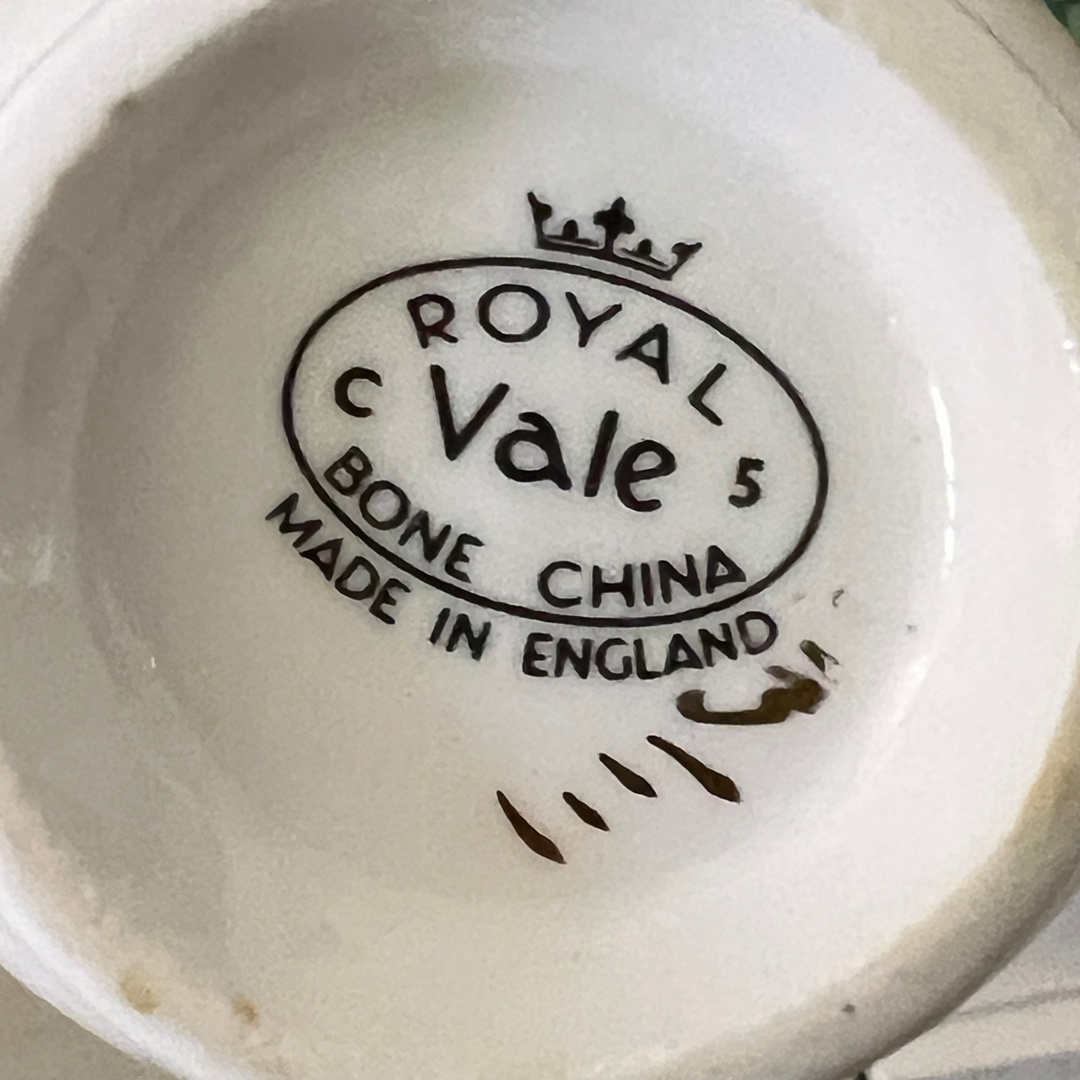 ROYAL
C Vale 5
BONE CHINA
MADE IN ENGLAND